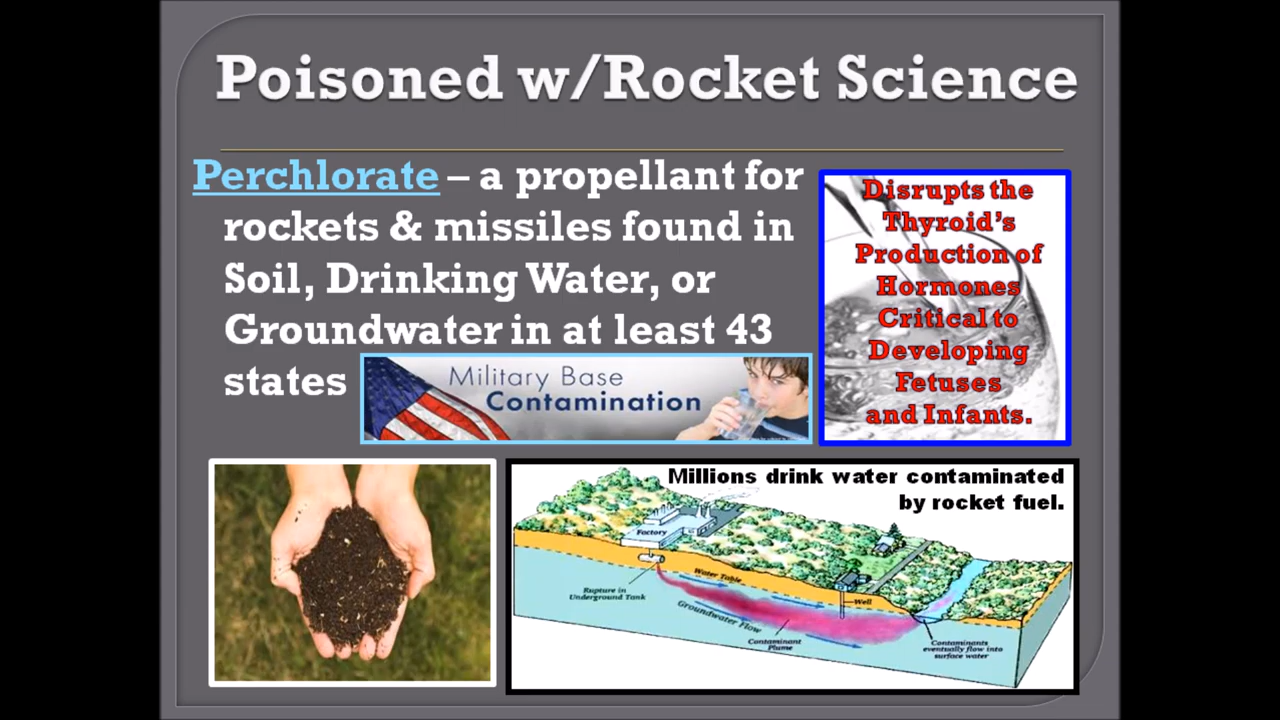 Poisoned w/Rocket Science
Perchlorate – a propellant for
rockets & missiles found in
Soil, Drinking Water, or
Groundwater in at least 43
states
Military Base
Contamination
Disrupts the
Thyroid's
Production of
Hormones
Critical to
Developing
Fetuses
and Infants.
Millions drink water contaminated
by rocket fuel.
Factory
Rupture in
Underground Tank
Water Table
Groundwater Flow
Well
Contaminant
Plume
Contaminants
eventually flow into
surface water